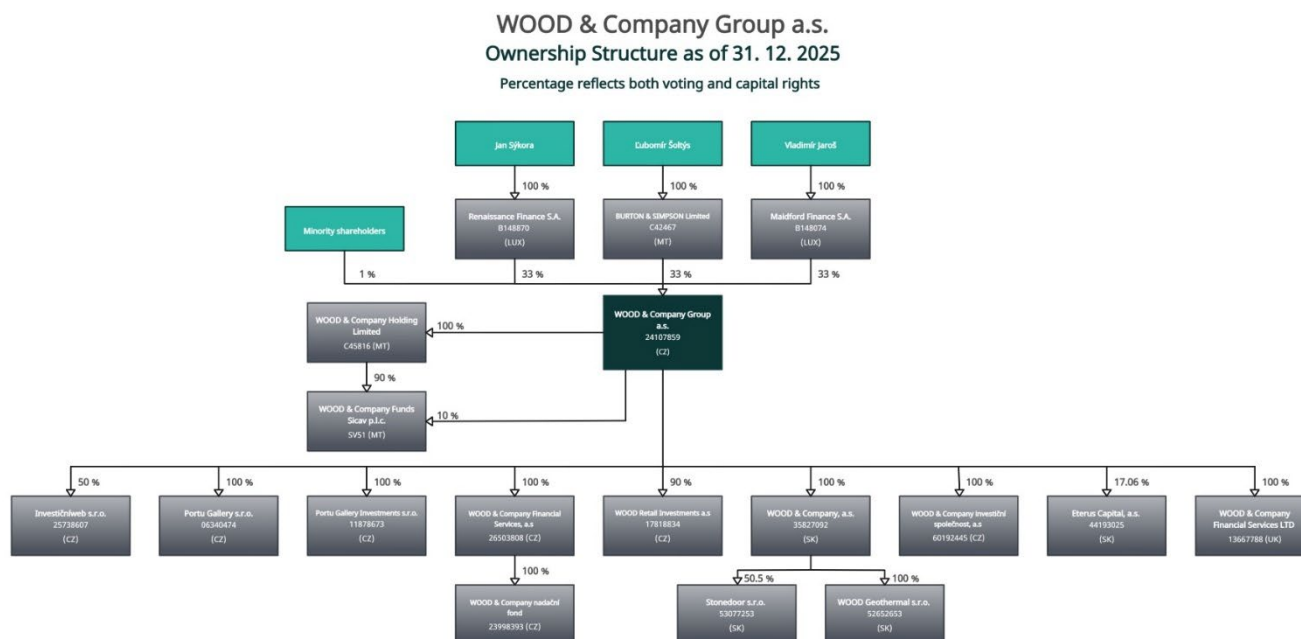 WOOD & Company Group a.s.
Ownership Structure as of 31. 12. 2025
Percentage reflects both voting and capital rights
Jan Sýkora
Ľubomír Šoltýs
Vladimír Jaroš
100 %
100 %
100 %
Minority shareholders
Renaissance Finance S.A.
B148870
(LUX)
BURTON & SIMPSON Limited
C42467
(MT)
Maidford Finance S.A.
B148074
(LUX)
1 %
33 %
33 %
33 %
WOOD & Company Holding
Limited
C45816 (MT)
100 %
WOOD & Company Group
a.s.
24107859
(CZ)
90 %
WOOD & Company Funds
Sicav p.l.c.
SV51 (MT)
10 %
50 %
100 %
100 %
100 %
90 %
100 %
100 %
17.06 %
100 %
Investičníweb s.r.o.
25738607
(CZ)
Portu Gallery s.r.o.
06340474
(CZ)
Portu Gallery Investments s.r.o.
11878673
(CZ)
WOOD & Company Financial
Services, a.s
26503808 (CZ)
WOOD Retail Investments a.s
17818834
(CZ)
WOOD & Company, a.s.
35827092
(SK)
WOOD & Company investiční
společnost, a.s
60192445 (CZ)
Eterus Capital, a.s.
44193025
(SK)
WOOD & Company
Financial Services LTD
13667788 (UK)
100 %
50.5 %
100 %
WOOD & Company nadační
fond
23998393 (CZ)
Stonedoor s.r.o.
53077253
(SK)
WOOD Geothermal s.r.o.
52652653
(SK)